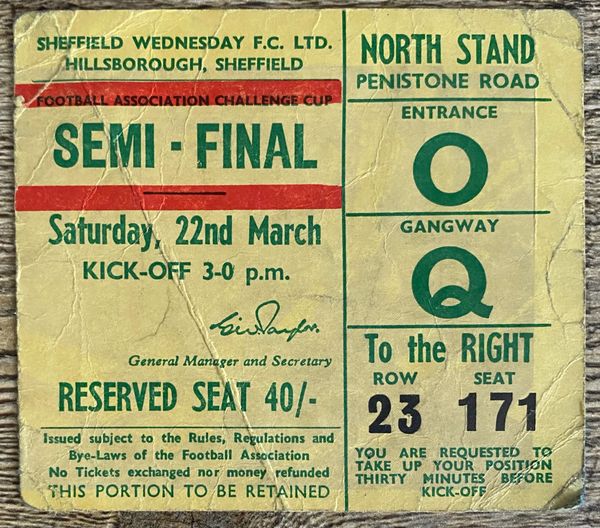 SHEFFIELD WEDNESDAY F.C. LTD.
HILLSBOROUGH, SHEFFIELD
FOOTBALL ASSOCIATION CHALLENGE CUP
SEMI - FINAL
Saturday, 22nd March
KICK-OFF 3-0 p.m.
General Manager and Secretary
RESERVED SEAT 40/-
Issued subject to the Rules, Regulations and
Bye-Laws of the Football Association
No Tickets exchanged nor money refunded
THIS PORTION TO BE RETAINED
NORTH STAND
PENISTONE ROAD
ENTRANCE
O
GANGWAY
Q
To the RIGHT
ROW SEAT
23 171
YOU ARE REQUESTED TO
TAKE UP YOUR POSITION
THIRTY MINUTES BEFORE
KICK-OFF